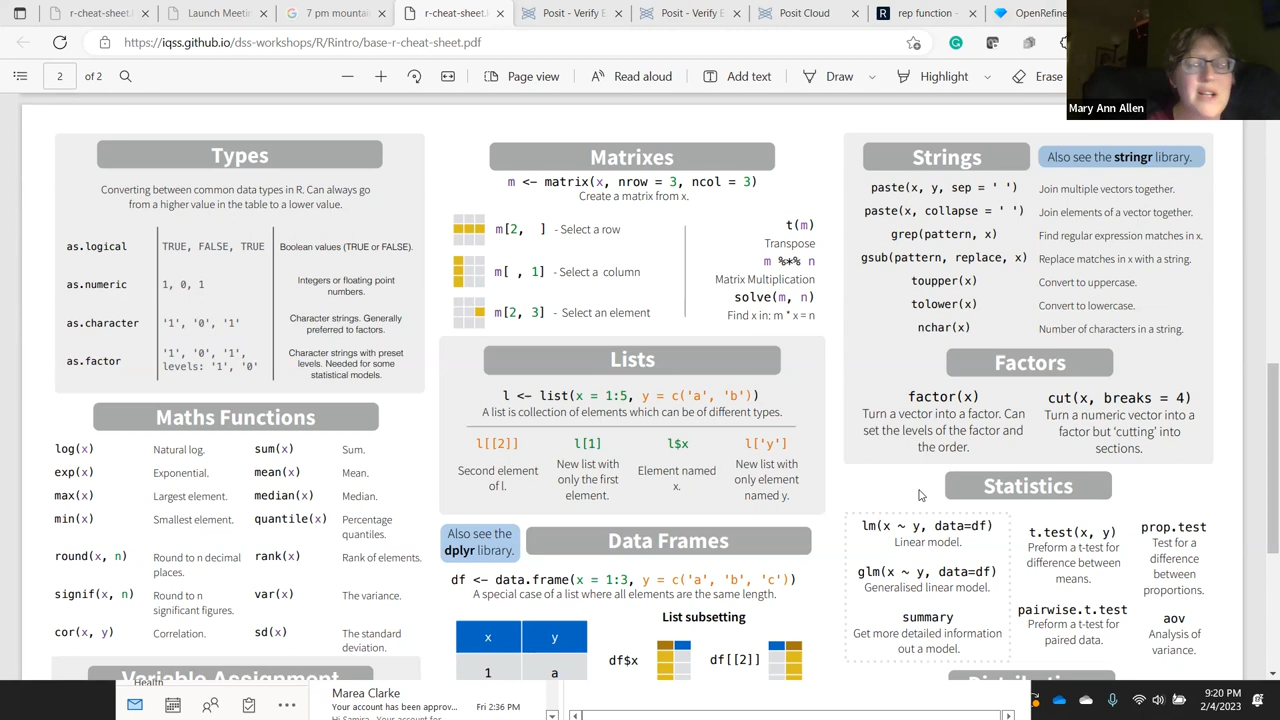 r-cheat-sheet.
Launch Meeti
7 pm mountai
r-cheat-sheet.
Posit - Verify E
Posit - Verify E
Posit Cloud
rep function -
OpenRefine
https://iqss.github.io/dss-workshops/R/Rintro/base-r-cheat-sheet.pdf
2
of 2
Page view
Read aloud
Add text
Draw
Highlight
Erase
Mary Ann Allen
Types
Converting between common data types in R. Can always go
from a higher value in the table to a lower value.
as.logical
TRUE, FALSE, TRUE
Boolean values (TRUE or FALSE).
as.numeric
1, 0, 1
Integers or floating point
numbers.
as.character
'1', '0', '1'
Character strings. Generally
preferred to factors.
as.factor
'1', '0', '1',
levels: '1', '0'
Character strings with preset
levels. Needed for some
statistical models.
Maths Functions
log(x)
Natural log.
sum(x)
Sum.
exp(x)
Exponential.
mean(x)
Mean.
max(x)
Largest element.
median(x)
Median.
min(x)
Smallest element.
quantile(x)
Percentage
quantiles.
round(x, n)
Round to n decimal
places.
rank(x)
Rank of elements.
signif(x, n)
Round to n
significant figures.
var(x)
The variance.
cor(x, y)
Correlation.
sd(x)
The standard
deviation.
Variable Assignment
Matrixes
m <- matrix(x, nrow = 3, ncol = 3)
Create a matrix from x.
m[2, ] - Select a row
m[ , 1] - Select a column
m[2, 3] - Select an element
t(m)
Transpose
m %*% n
Matrix Multiplication
solve(m, n)
Find x in: m * x = n
Lists
l <- list(x = 1:5, y = c('a', 'b'))
A list is collection of elements which can be of different types.
l[[2]]
Second element
of l.
l[1]
New list with
only the first
element.
l$x
Element named
x.
l['y']
New list with
only element
named y.
Also see the
dplyr library.
Data Frames
df <- data.frame(x = 1:3, y = c('a', 'b', 'c'))
A special case of a list where all elements are the same length.
x
y
1
a
List subsetting
df$x
df[[2]]
Strings
Also see the stringr library.
paste(x, y, sep = ' ')
Join multiple vectors together.
paste(x, collapse = ' ')
Join elements of a vector together.
grep(pattern, x)
Find regular expression matches in x.
gsub(pattern, replace, x)
Replace matches in x with a string.
toupper(x)
Convert to uppercase.
tolower(x)
Convert to lowercase.
nchar(x)
Number of characters in a string.
Factors
factor(x)
Turn a vector into a factor. Can
set the levels of the factor and
the order.
cut(x, breaks = 4)
Turn a numeric vector into a
factor but 'cutting' into
sections.
Statistics
lm(x ~ y, data=df)
Linear model.
glm(x ~ y, data=df)
Generalised linear model.
summary
Get more detailed information
out a model.
t.test(x, y)
Preform a t-test for
difference between
means.
pairwise.t.test
Preform a t-test for
paired data.
prop.test
Test for a
difference
between
proportions.
aov
Analysis of
variance.
Health
Marea Clarke
Your account has been approve...
Fri 2:36 PM
9:20 PM
2/4/2023